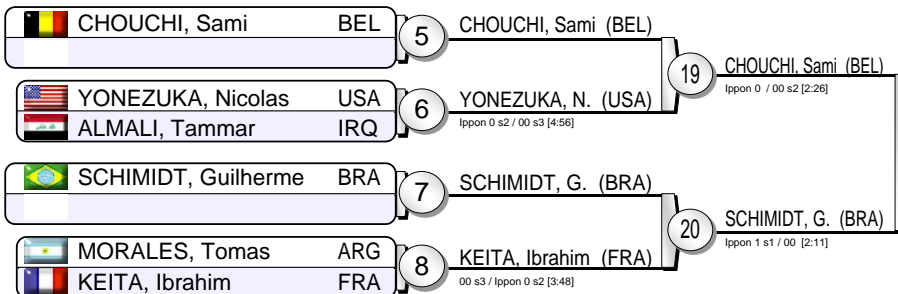 CHOUCHI, Sami BEL
5
CHOUCHI, Sami (BEL)
19
CHOUCHI, Sami (BEL)
Ippon 0 / 00 s2 [2:26]
YONEZUKA, Nicolas USA
ALMALI, Tammar IRQ
6
YONEZUKA, N. (USA)
Ippon 0 s2 / 00 s3 [4:56]
SCHIMIDT, Guilherme BRA
7
SCHIMIDT, G. (BRA)
20
SCHIMIDT, G. (BRA)
Ippon 1 s1 / 00 [2:11]
MORALES, Tomas ARG
KEITA, Ibrahim FRA
8
KEITA, Ibrahim (FRA)
00 s3 / Ippon 0 s2 [3:48]